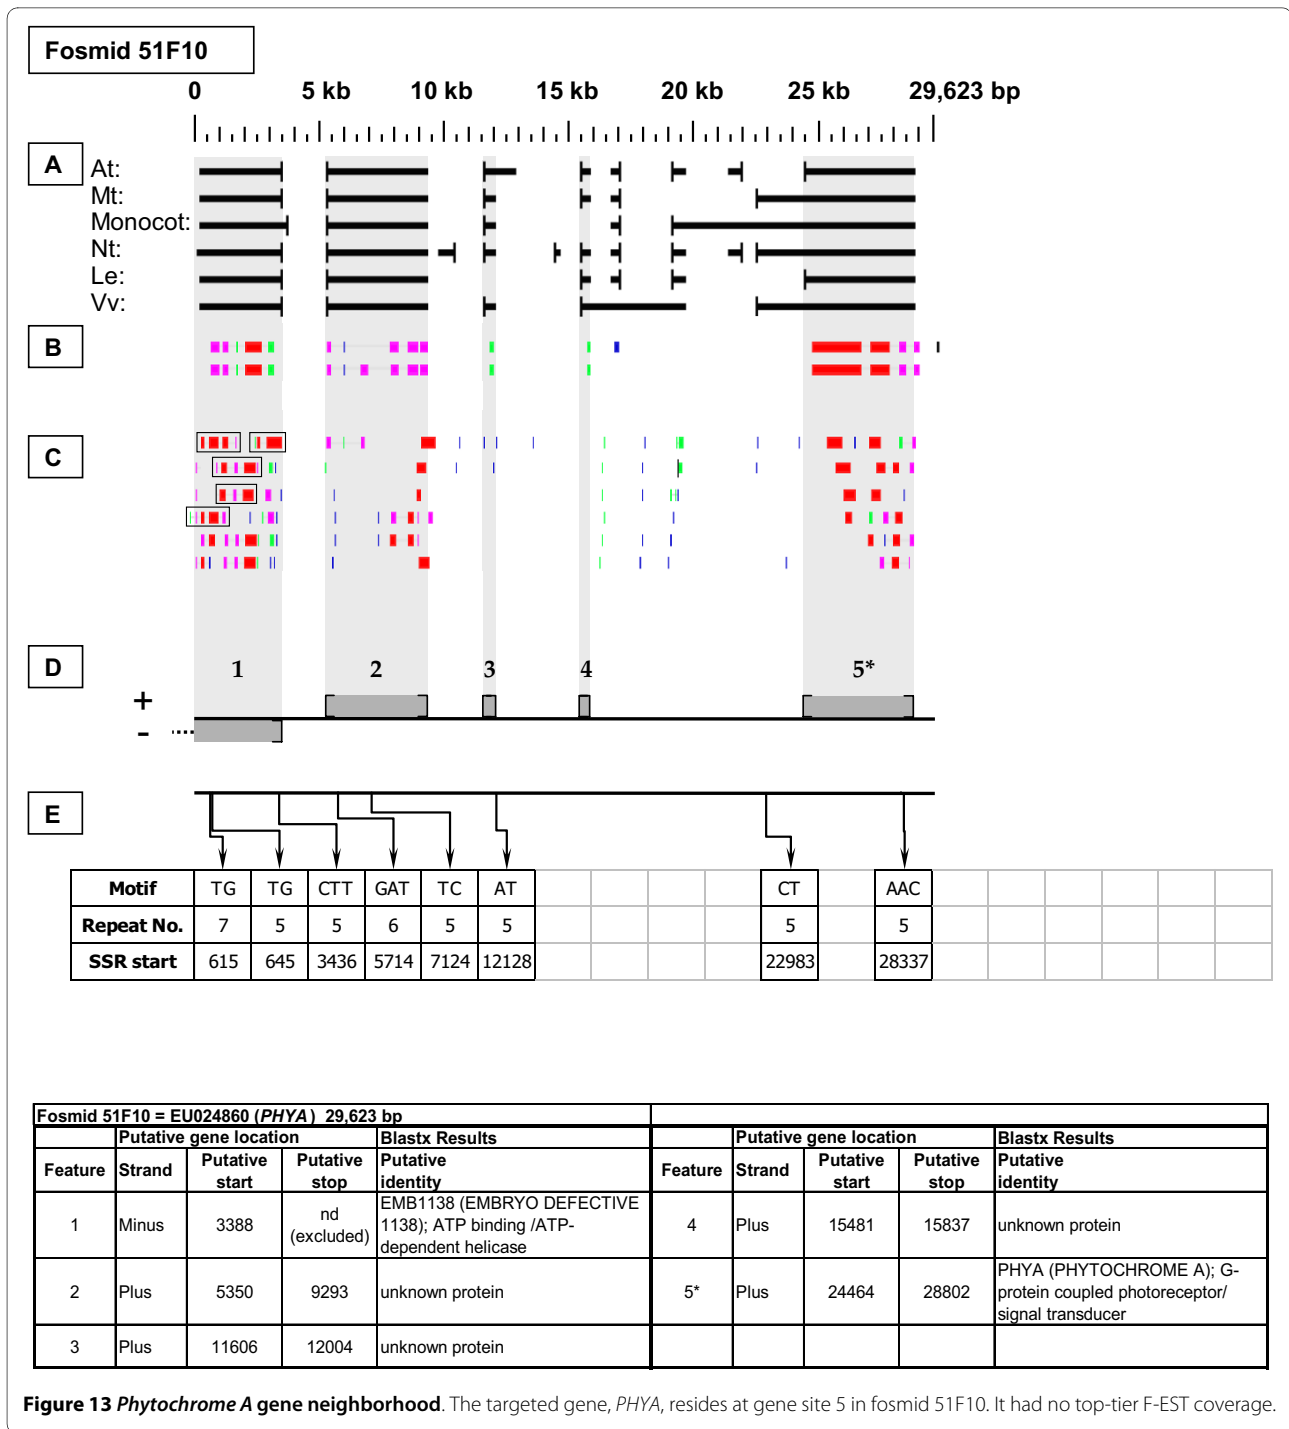 Fosmid 51F10
0 5 kb 10 kb 15 kb 20 kb 25 kb 29,623 bp
A
At:
Mt:
Monocot:
Nt:
Le:
Vv:
B
C
D
1 2 3 4 5*
+
-
E
Motif TG TG CTT GAT TC AT CT AAC
Repeat No. 7 5 5 6 5 5 5 5
SSR start 615 645 3436 5714 7124 12128 22983 28337
Fosmid 51F10 = EU024860 (PHYA) 29,623 bp
Putative gene location Blastx Results Putative gene location Blastx Results
Feature Strand Putative start Putative stop Putative identity Feature Strand Putative start Putative stop Putative identity
1 Minus 3388 nd (excluded) EMB1138 (EMBRYO DEFECTIVE 1138); ATP binding /ATP-dependent helicase 4 Plus 15481 15837 unknown protein
2 Plus 5350 9293 unknown protein 5* Plus 24464 28802 PHYA (PHYTOCHROME A); G-protein coupled photoreceptor/ signal transducer
3 Plus 11606 12004 unknown protein
Figure 13 Phytochrome A gene neighborhood. The targeted gene, PHYA, resides at gene site 5 in fosmid 51F10. It had no top-tier F-EST coverage.